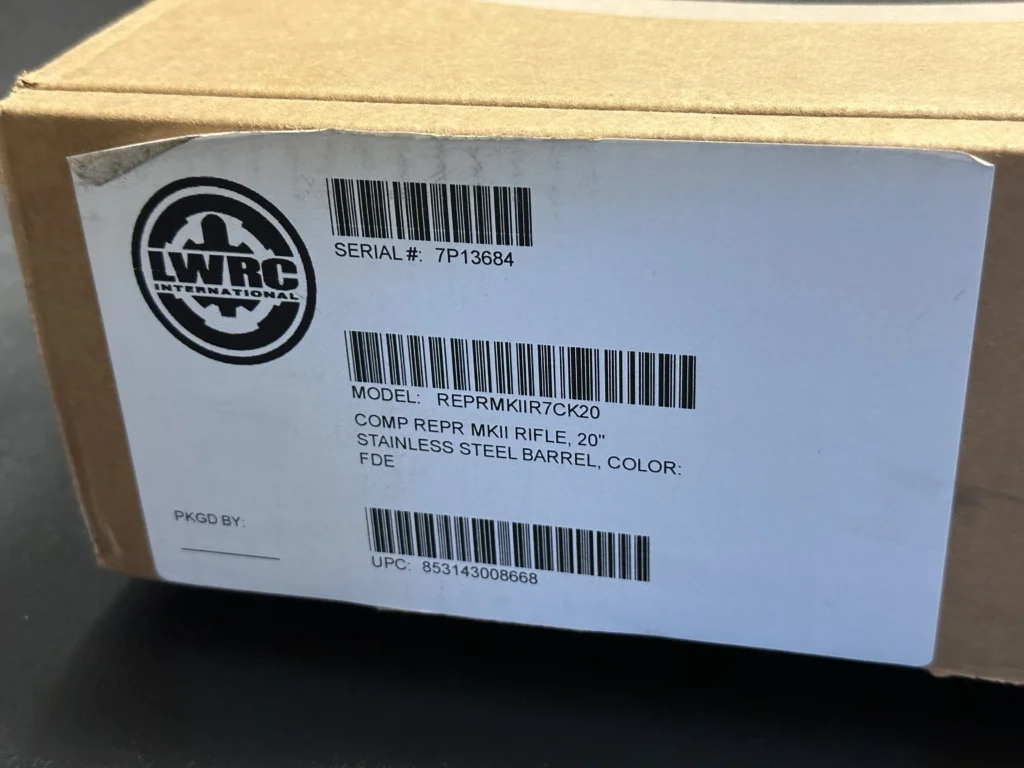 LWRC
INTERNATIONAL
SERIAL #: 7P13684
MODEL: REPRMKIIR7CK20
COMP REPR MKII RIFLE, 20"
STAINLESS STEEL BARREL, COLOR:
FDE
PKGD BY:
UPC: 853143008668